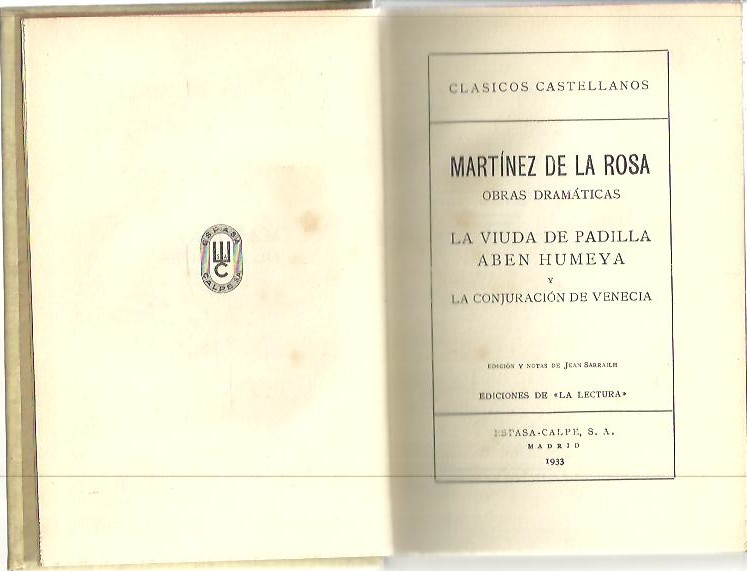 ESPASA
CALPE SA
CLASICOS CASTELLANOS
MARTÍNEZ DE LA ROSA
OBRAS DRAMÁTICAS
LA VIUDA DE PADILLA
ABEN HUMEYA
Y
LA CONJURACIÓN DE VENECIA
EDICIÓN Y NOTAS DE JEAN SARRAILH
EDICIONES DE «LA LECTURA»
ESPASA-CALPE, S. A.
MADRID
1933